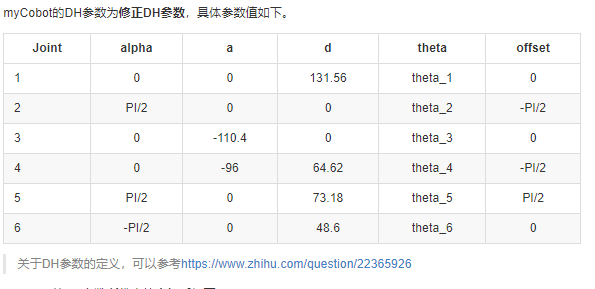 myCobot的DH参数为修正DH参数，具体参数值如下。
Joint alpha a d theta offset
1 0 0 131.56 theta_1 0
2 PI/2 0 0 theta_2 -PI/2
3 0 -110.4 0 theta_3 0
4 0 -96 64.62 theta_4 -PI/2
5 PI/2 0 73.18 theta_5 PI/2
6 -PI/2 0 48.6 theta_6 0
关于DH参数的定义，可以参考https://www.zhihu.com/question/22365926